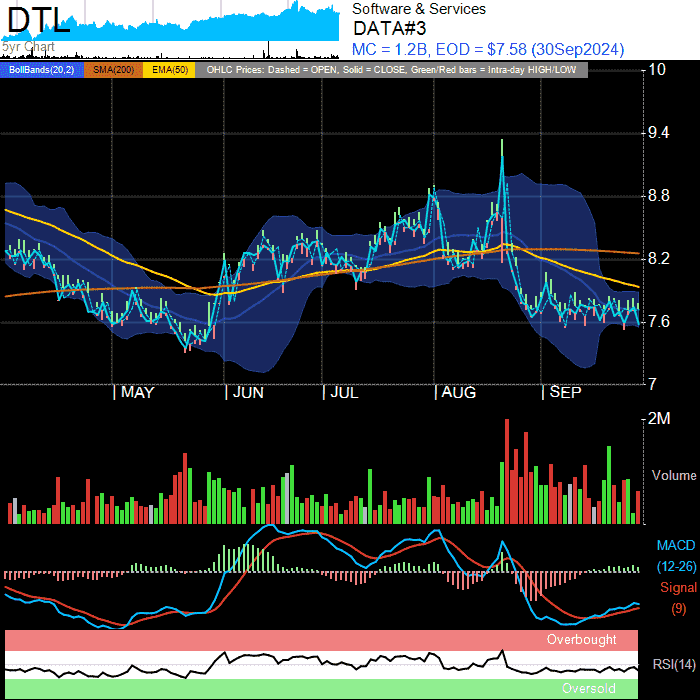 DTL
Software & Services
DATA#3
5yr Chart
MC = 1.2B, EOD = $7.58 (30Sep2024)
BollBands(20,2) SMA(200) EMA(50) OHLC Prices: Dashed = OPEN, Solid = CLOSE, Green/Red bars = Intra-day HIGH/LOW
10
9.4
8.8
8.2
7.6
7
| MAY | JUN | JUL | AUG | SEP
2M
Volume
MACD
(12-26)
Signal
(9)
Overbought
RSI(14)
Oversold